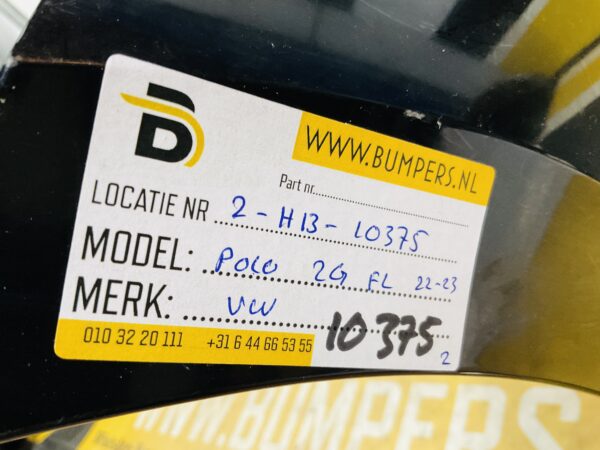 WWW.BUMPERS.NL
Part nr
LOCATIE NR 2-H13-10375
MODEL: POLO 2G FL 22-23
MERK: VW
10375 2
010 32 20 111 +31 6 44 66 53 55
WWW.BUMPERS